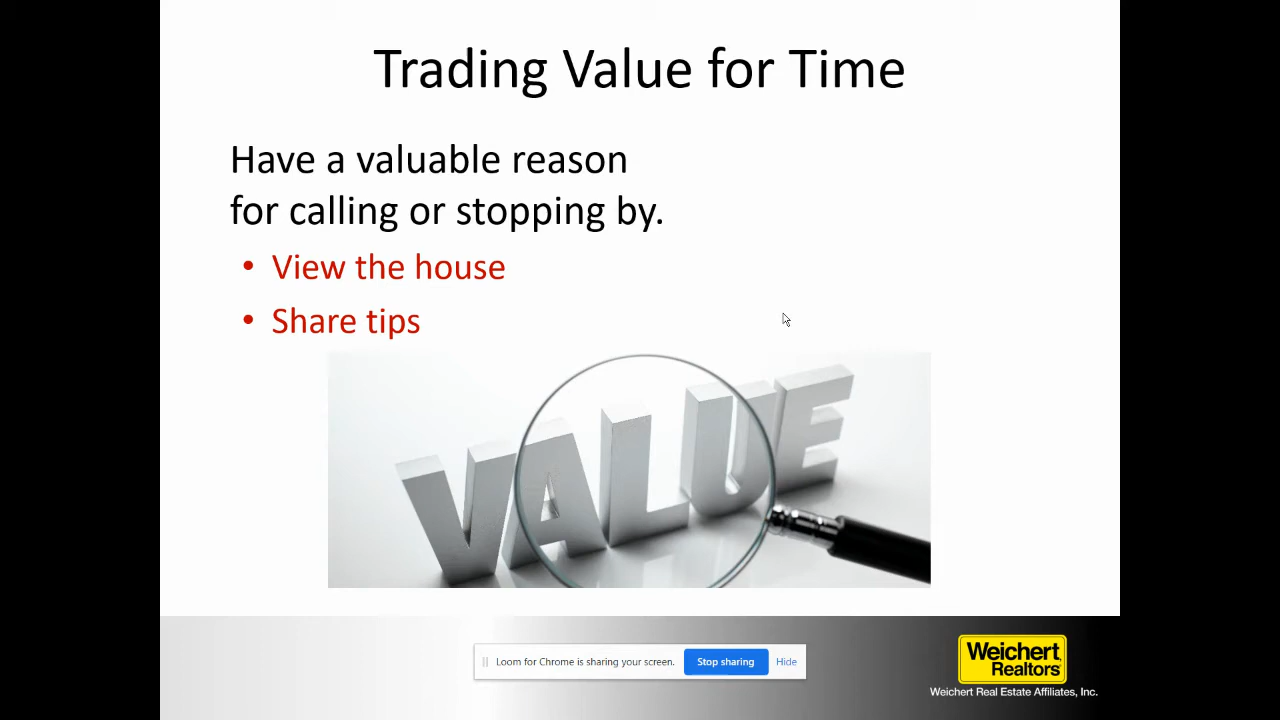 Trading Value for Time
Have a valuable reason
for calling or stopping by.
• View the house
• Share tips
VALUE
Loom for Chrome is sharing your screen.
Stop sharing
Hide
Weichert
Realtors
Weichert Real Estate Affiliates, Inc.